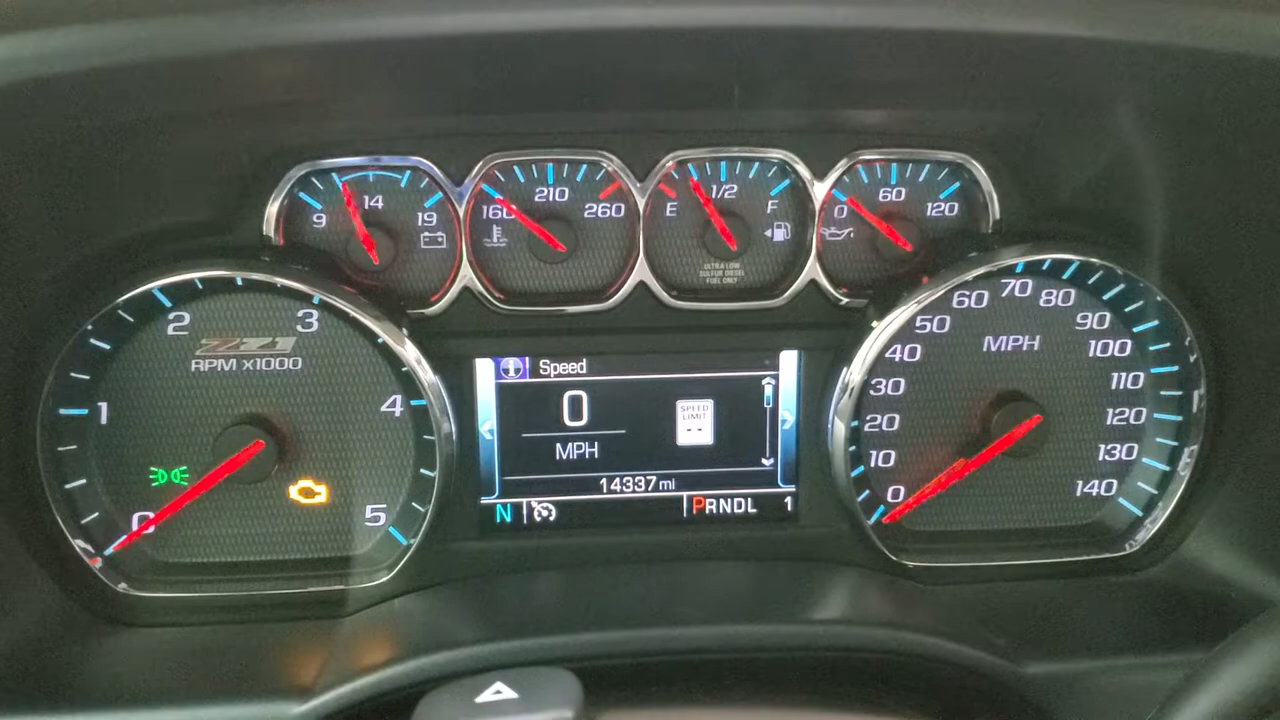 9 14 19
160 210 260
E 1/2 F
ULTRA LOW
SULFUR DIESEL
FUEL ONLY
0 60 120
0 1 2 3 4 5
Z71
RPM X1000
i Speed
0
MPH
SPEED
LIMIT
--
14337 mi
N PRNDL 1
0 10 20 30 40 50 60 70 80 90 100 110 120 130 140
MPH